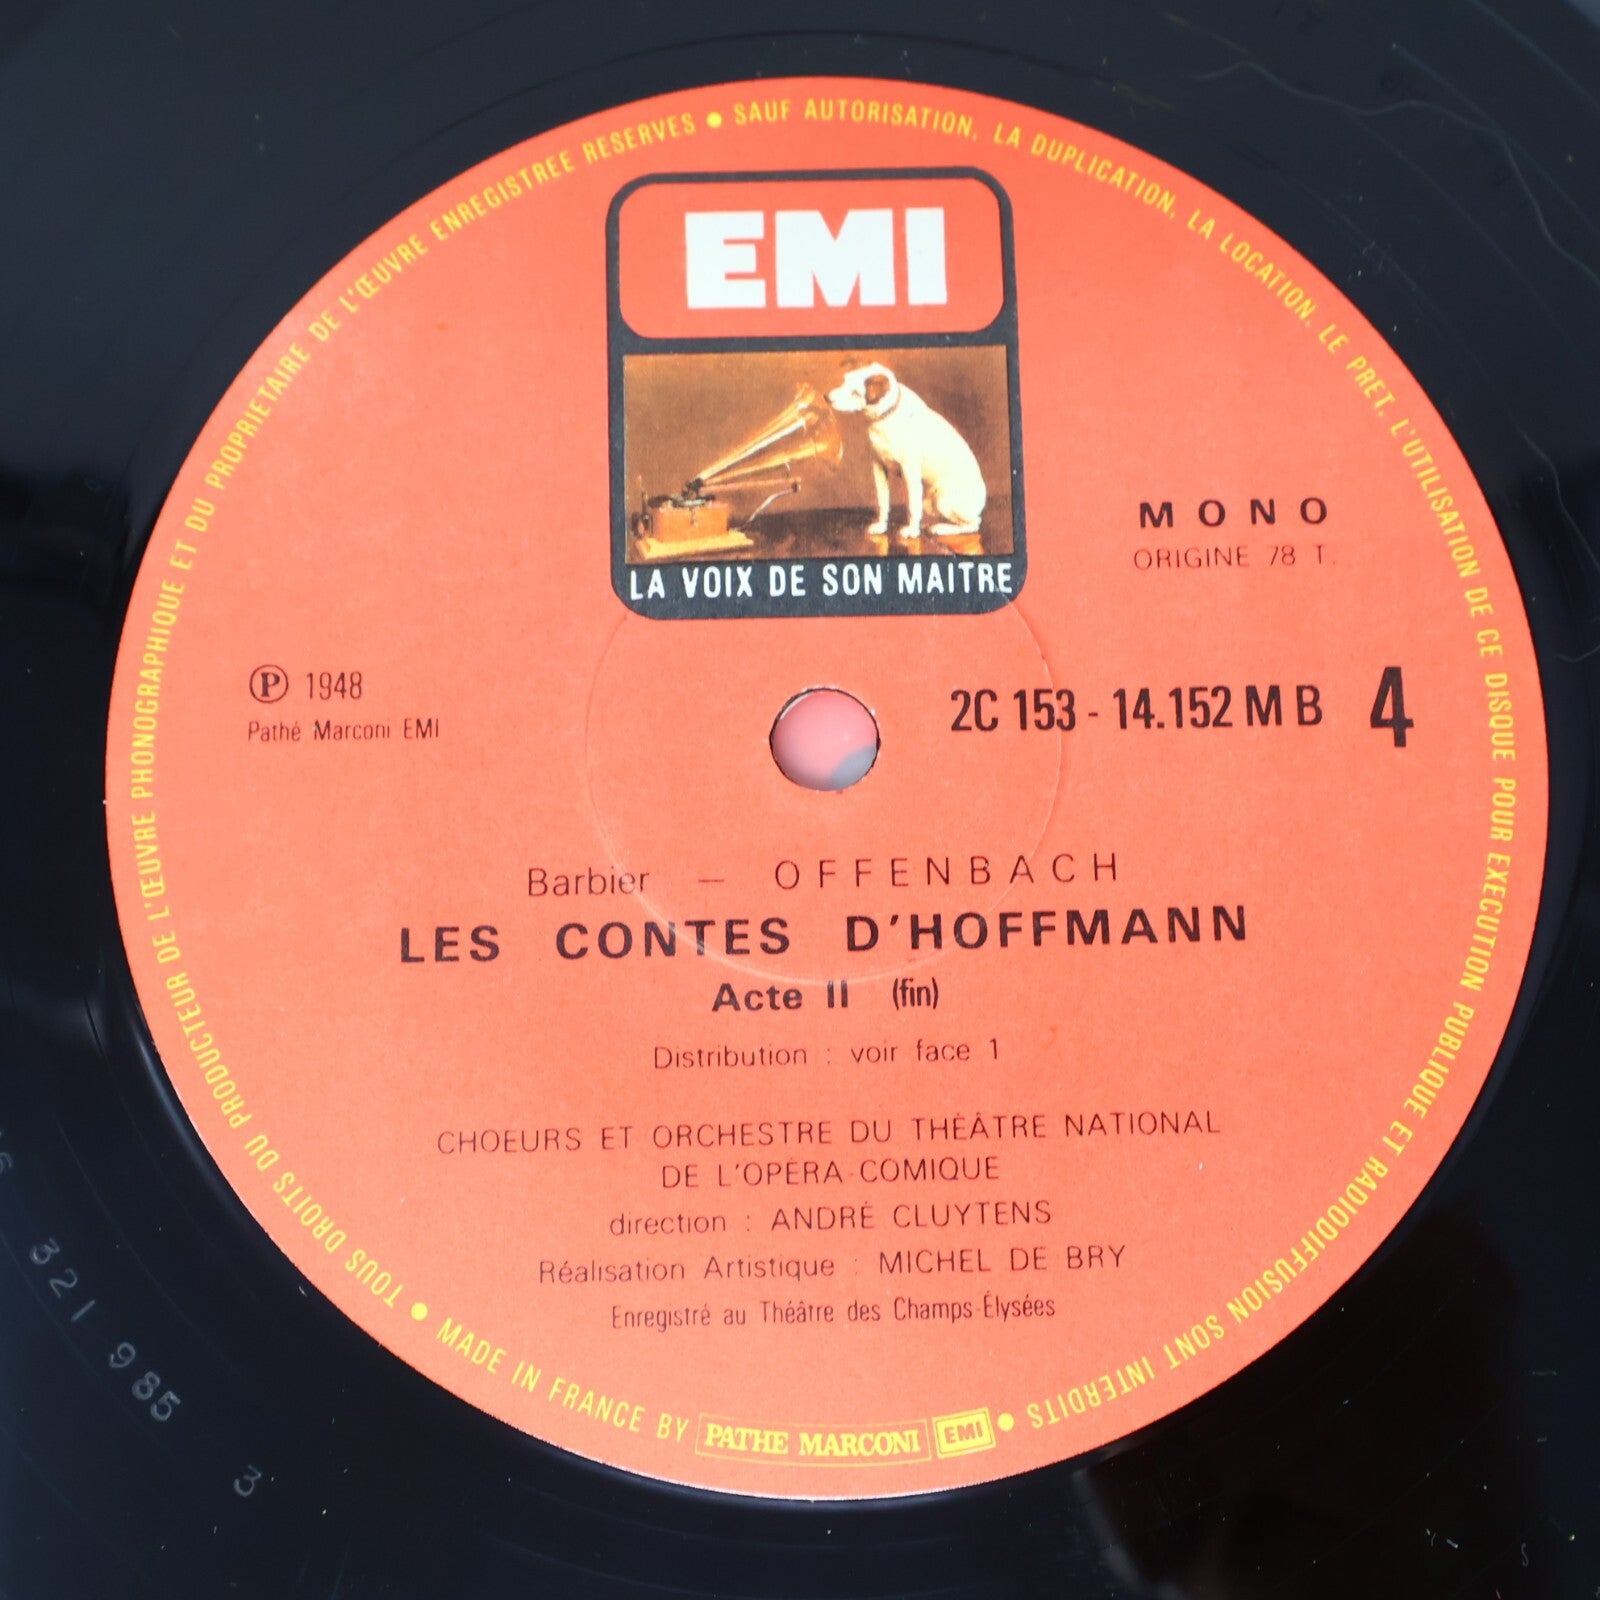 EMI
LA VOIX DE SON MAITRE
MONO
ORIGINE 78 T.
Ⓟ 1948
Pathé Marconi EMI
2C 153 - 14.152 M B 4
Barbier – OFFENBACH
LES CONTES D'HOFFMANN
Acte II (fin)
Distribution : voir face 1
CHOEURS ET ORCHESTRE DU THÉÂTRE NATIONAL
DE L'OPÉRA-COMIQUE
direction : ANDRÉ CLUYTENS
Réalisation Artistique : MICHEL DE BRY
Enregistré au Théâtre des Champs-Élysées
TOUS DROITS DU PRODUCTEUR DE L'ŒUVRE PHONOGRAPHIQUE ET DU PROPRIETAIRE DE L'ŒUVRE ENREGISTREE RESERVES • SAUF AUTORISATION, LA DUPLICATION, LA LOCATION, LE PRET, L'UTILISATION DE CE DISQUE POUR EXECUTION PUBLIQUE ET RADIODIFFUSION SONT INTERDITS •
MADE IN FRANCE BY PATHE MARCONI EMI
321985 3